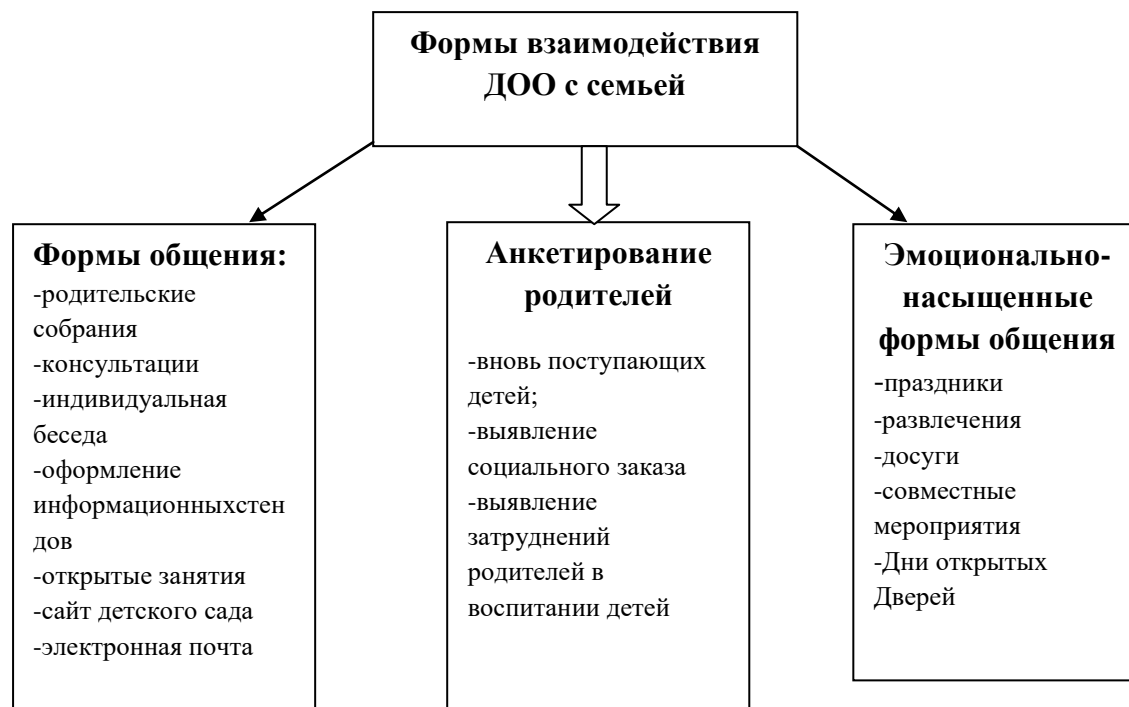 Формы взаимодействия
ДОО с семьей
Формы общения:
-родительские
собрания
-консультации
-индивидуальная
беседа
-оформление
информационныхстен
дов
-открытые занятия
-сайт детского сада
-электронная почта
Анкетирование
родителей
-вновь поступающих
детей;
-выявление
социального заказа
-выявление
затруднений
родителей в
воспитании детей
Эмоционально-
насыщенные
формы общения
-праздники
-развлечения
-досуги
-совместные
мероприятия
-Дни открытых
Дверей